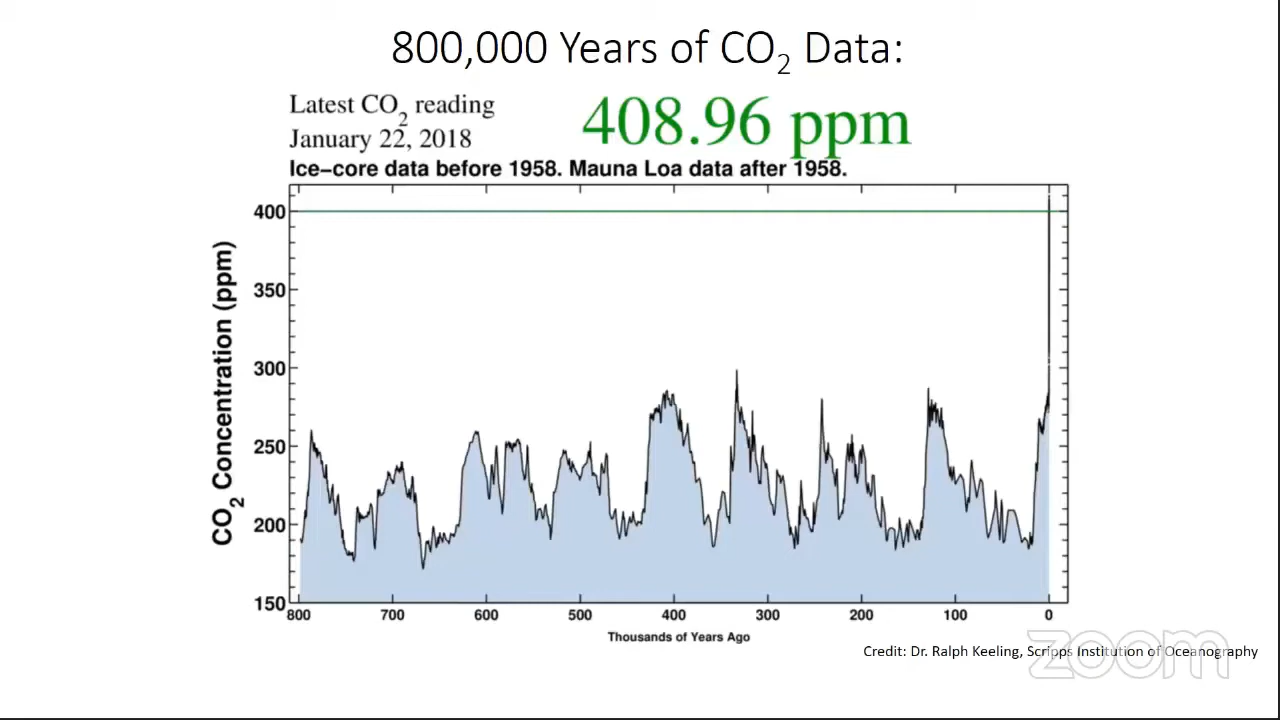 800,000 Years of CO2 Data:
Latest CO2 reading
January 22, 2018
408.96 ppm
Ice-core data before 1958. Mauna Loa data after 1958.
CO2 Concentration (ppm)
400
350
300
250
200
150
800 700 600 500 400 300 200 100 0
Thousands of Years Ago
Credit: Dr. Ralph Keeling, Scripps Institution of Oceanography
zoom